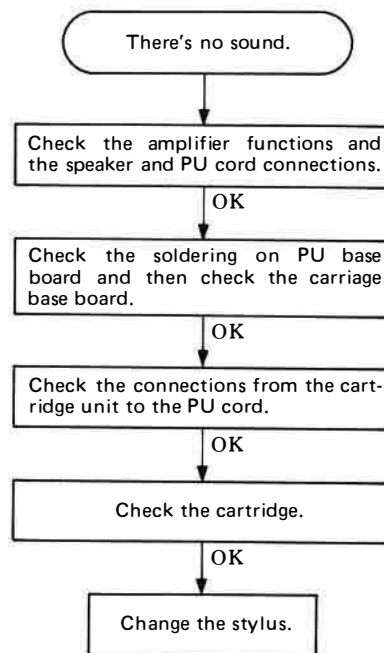 There's no sound.
Check the amplifier functions and
the speaker and PU cord connections.
OK
Check the soldering on PU base
board and then check the carriage
base board.
OK
Check the connections from the cart-
ridge unit to the PU cord.
OK
Check the cartridge.
OK
Change the stylus.